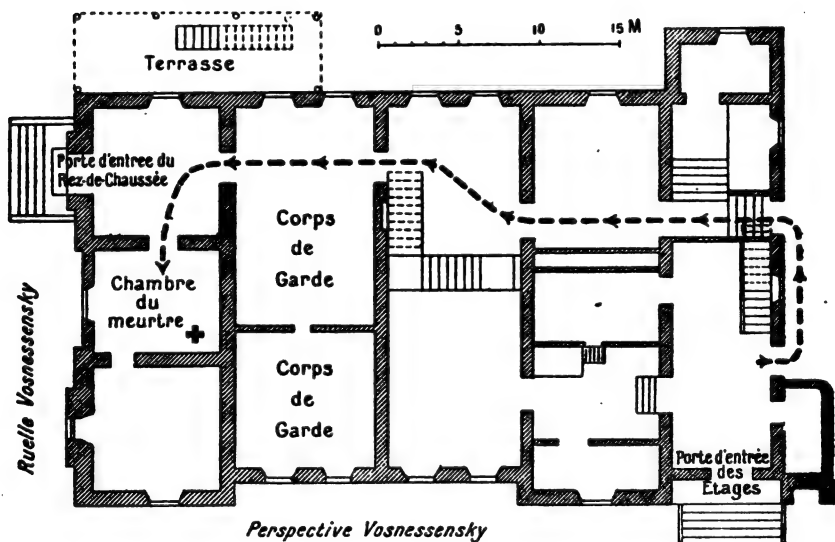 0 5 10 15 M
Terrasse
Porte d'entrée du
Rez-de-Chaussée
Corps
de
Garde
Chambre
du
meurtre
Corps
de
Garde
Ruelle Vosnessensky
Porte d'entrée
des
Etages
Perspective Vosnessensky